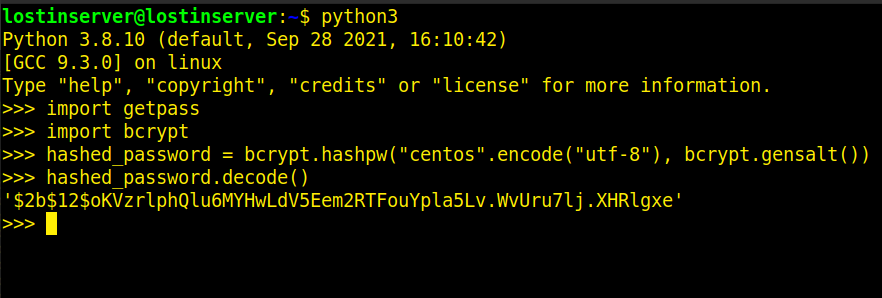 lostinserver@lostinserver:~$ python3
Python 3.8.10 (default, Sep 28 2021, 16:10:42)
[GCC 9.3.0] on linux
Type "help", "copyright", "credits" or "license" for more information.
>>> import getpass
>>> import bcrypt
>>> hashed_password = bcrypt.hashpw("centos".encode("utf-8"), bcrypt.gensalt())
>>> hashed_password.decode()
'$2b$12$oKVzrlphQlu6MYHwLdV5Eem2RTFouYpla5Lv.WvUru7lj.XHRlgxe'
>>>